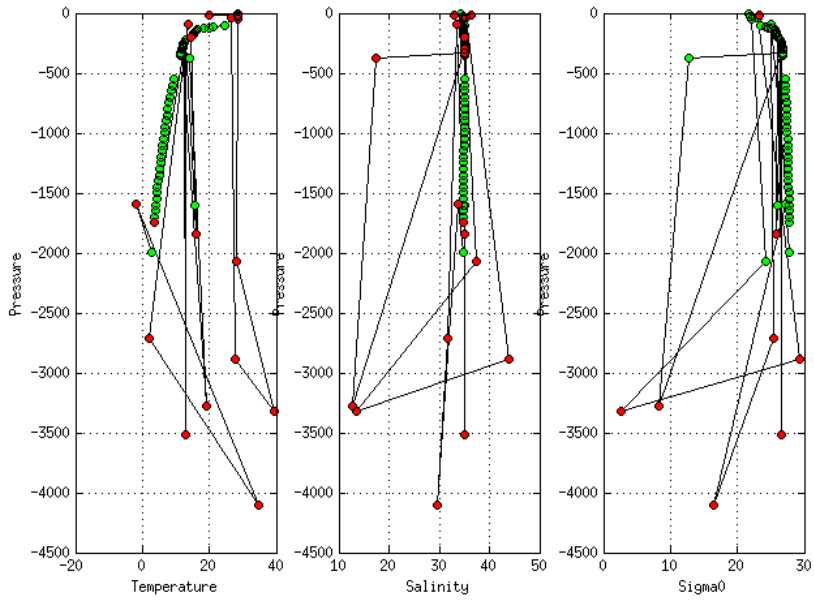 0 0 0
-500 -500 -500
-1000 -1000 -1000
-1500 -1500 -1500
-2000 -2000 -2000
Pressure Pressure Pressure
-2500 -2500 -2500
-3000 -3000 -3000
-3500 -3500 -3500
-4000 -4000 -4000
-4500 -4500 -4500
-20 0 20 40 10 20 30 40 50 0 10 20 30
Temperature Salinity Sigma0